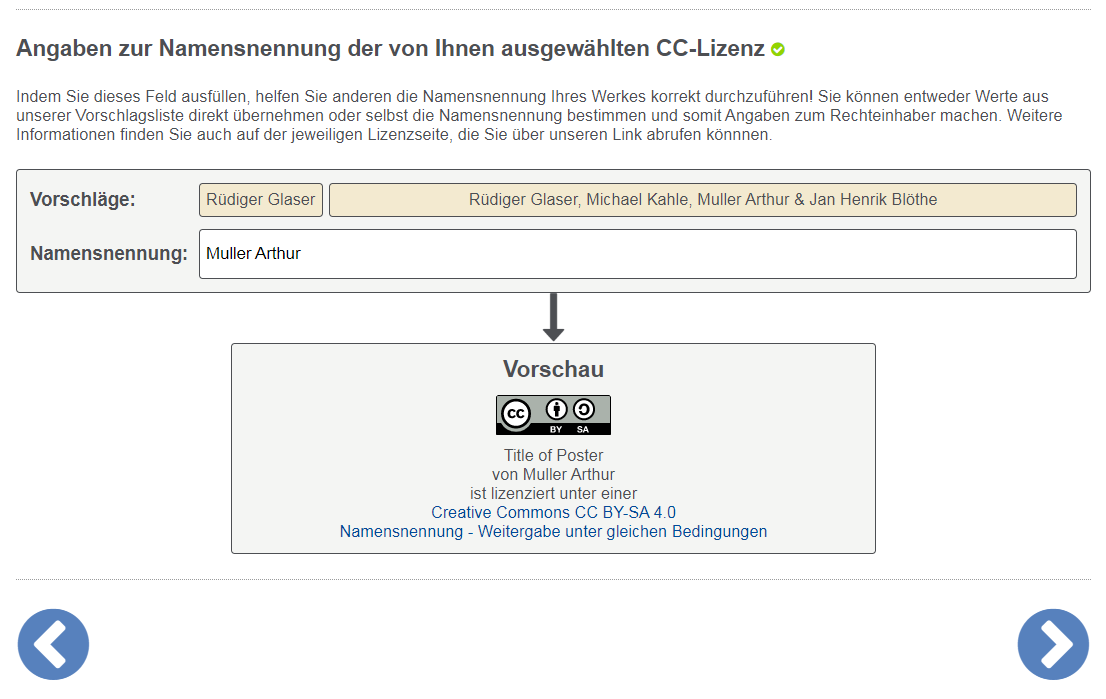 Angaben zur Namensnennung der von Ihnen ausgewählten CC-Lizenz
Indem Sie dieses Feld ausfüllen, helfen Sie anderen die Namensnennung Ihres Werkes korrekt durchzuführen! Sie können entweder Werte aus
unserer Vorschlagsliste direkt übernehmen oder selbst die Namensnennung bestimmen und somit Angaben zum Rechteinhaber machen. Weitere
Informationen finden Sie auch auf der jeweiligen Lizenzseite, die Sie über unseren Link abrufen könnnen.
Vorschläge: Rüdiger Glaser Rüdiger Glaser, Michael Kahle, Muller Arthur & Jan Henrik Blöthe
Namensnennung: Muller Arthur
Vorschau
cc BY SA
Title of Poster
von Muller Arthur
ist lizenziert unter einer
Creative Commons CC BY-SA 4.0
Namensnennung - Weitergabe unter gleichen Bedingungen